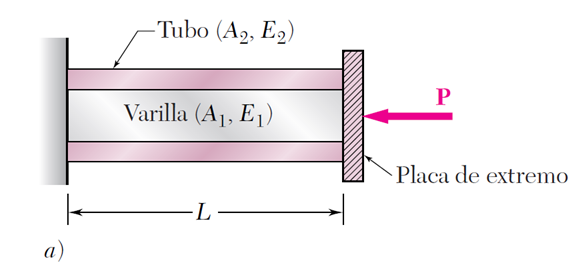 Tubo (A₂, E₂)
Varilla (A₁, E₁)
P
Placa de extremo
L
a)